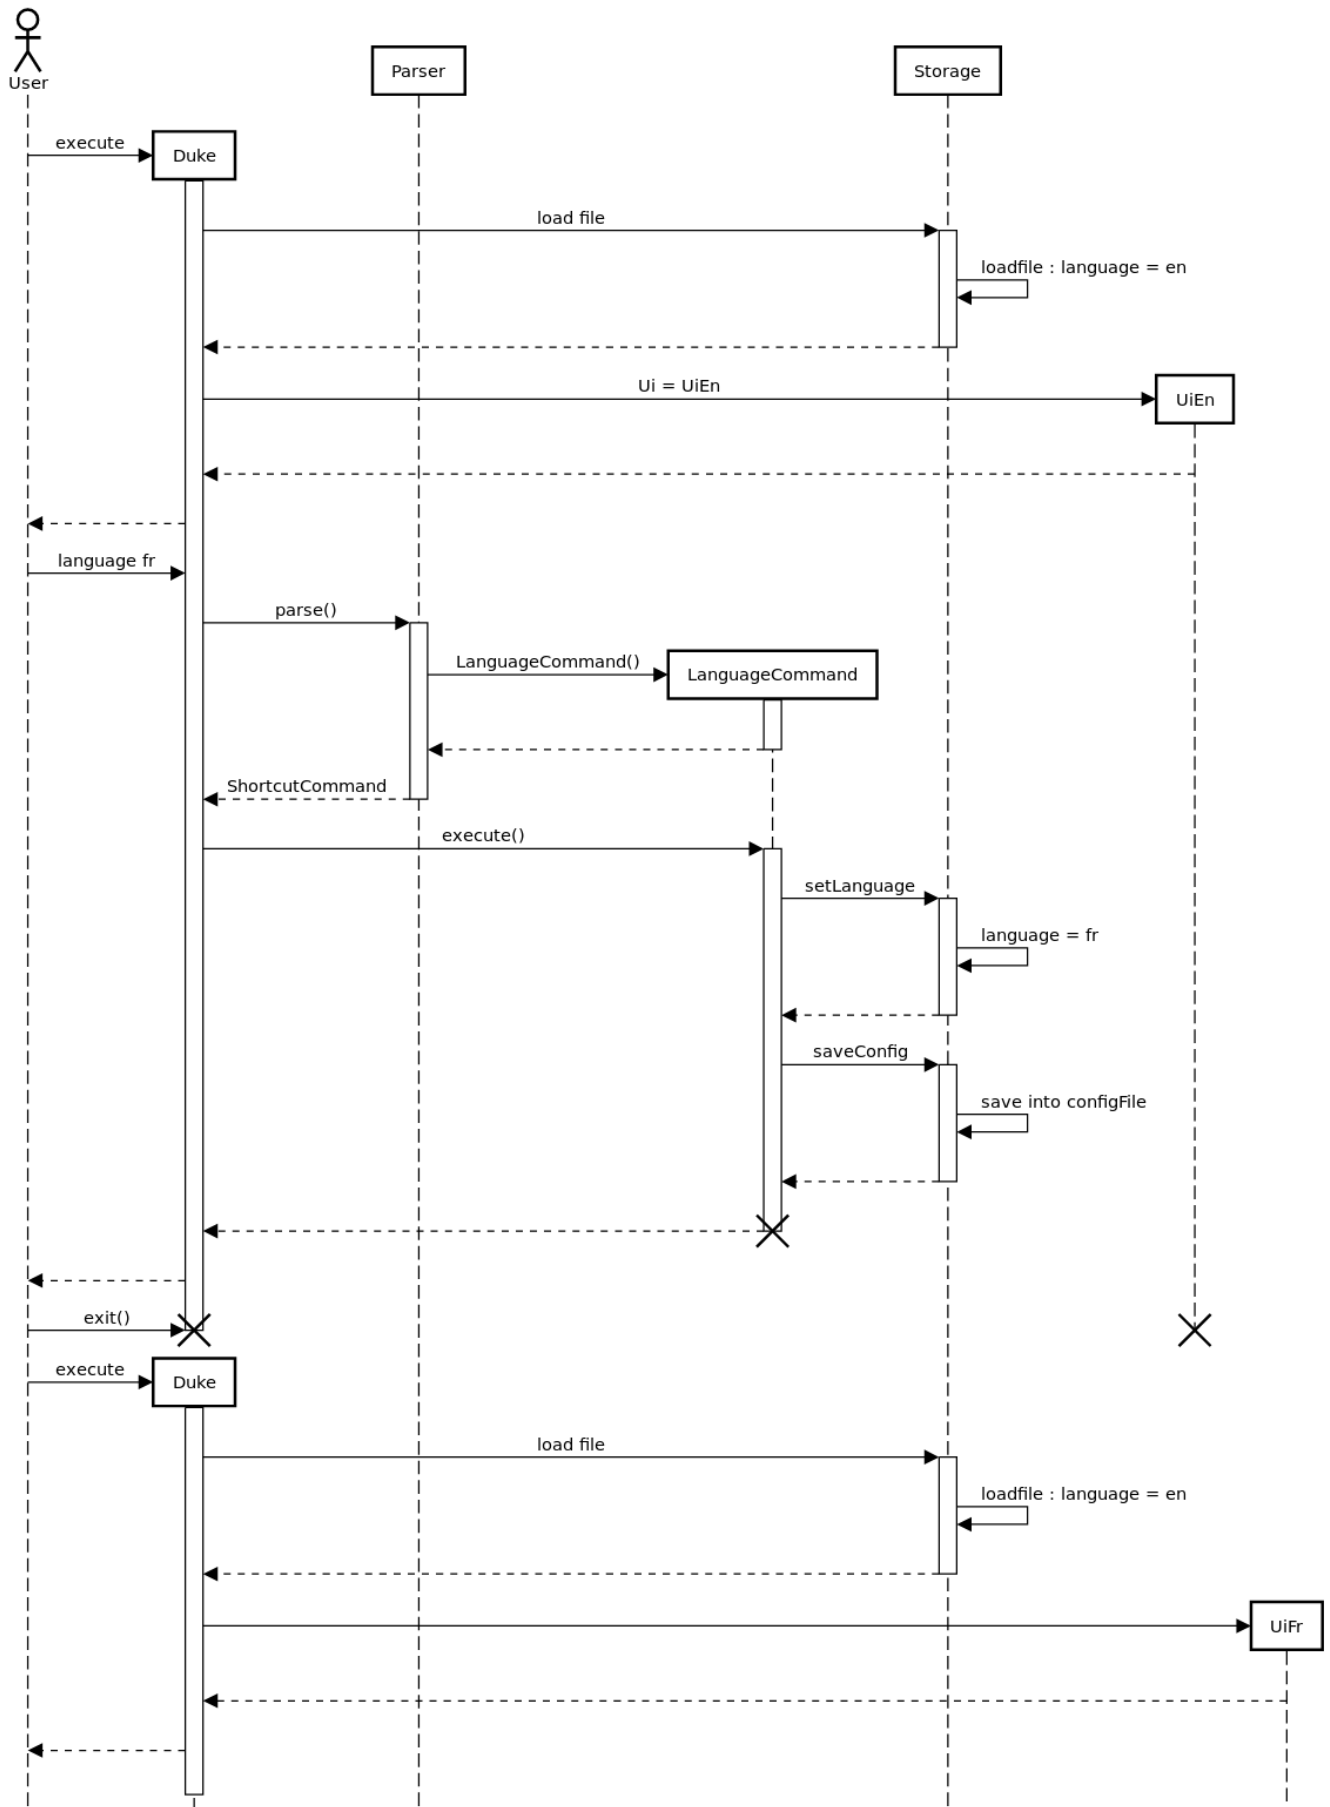 User
Parser
Storage
execute
Duke
load file
loadfile : language = en
Ui = UiEn
UiEn
language fr
parse()
LanguageCommand()
LanguageCommand
ShortcutCommand
execute()
setLanguage
language = fr
saveConfig
save into configFile
exit()
execute
Duke
load file
loadfile : language = en
UiFr